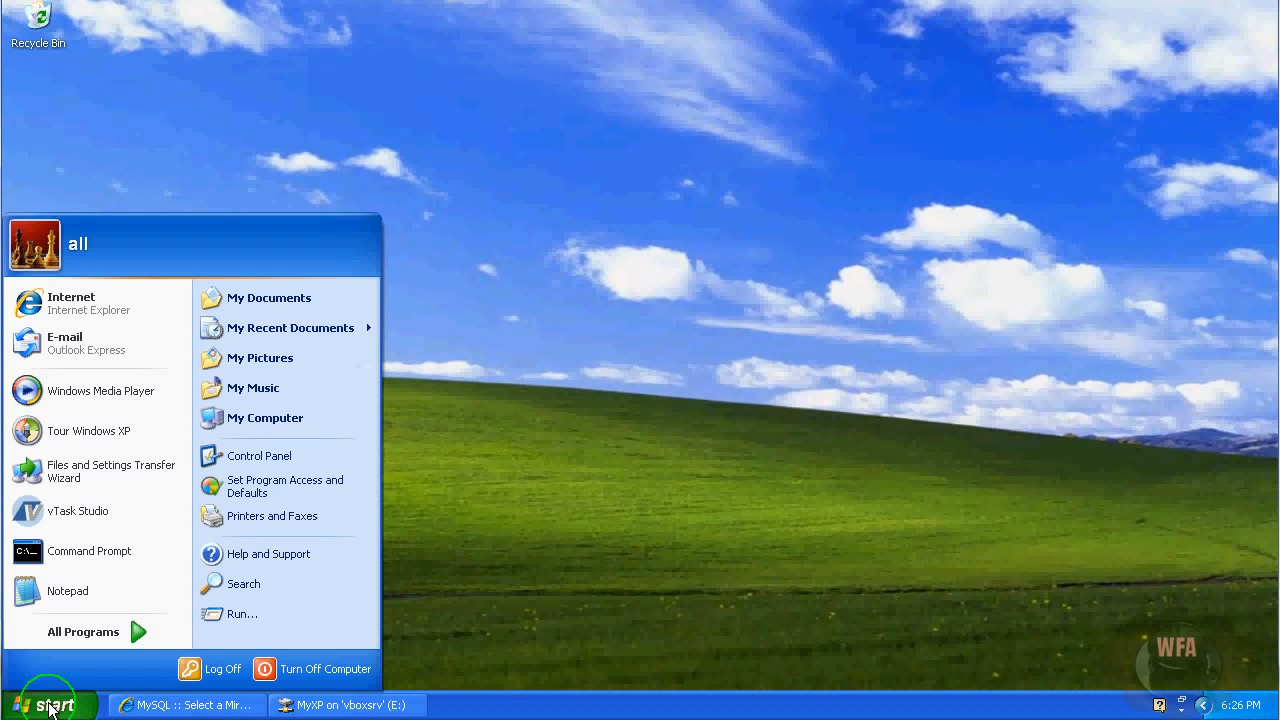 Recycle Bin
all
Internet
Internet Explorer
E-mail
Outlook Express
Windows Media Player
Tour Windows XP
Files and Settings Transfer
Wizard
vTask Studio
C:\...
Command Prompt
Notepad
All Programs
My Documents
My Recent Documents
My Pictures
My Music
My Computer
Control Panel
Set Program Access and
Defaults
Printers and Faxes
Help and Support
Search
Run...
Log Off
Turn Off Computer
WFA
start
MySQL :: Select a Mir...
MyXP on 'vboxsrv' (E:)
6:26 PM